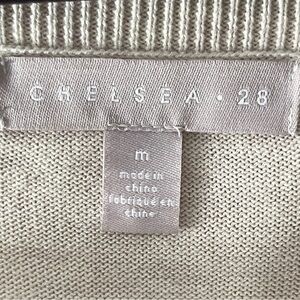 CHELSEA • 28
m
made in
china
fabriqué en
chine